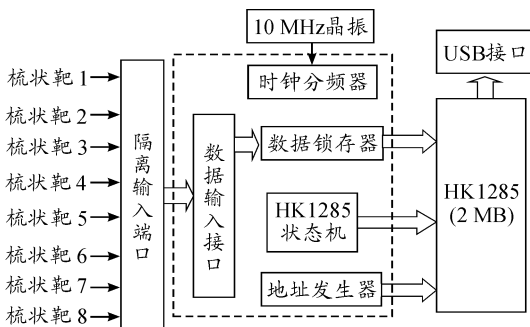 10 MHz晶振
USB接口
时钟分频器
梳状靶 1
梳状靶 2
梳状靶 3
梳状靶 4
梳状靶 5
梳状靶 6
梳状靶 7
梳状靶 8
隔离输入端口
数据输入接口
数据锁存器
HK1285
状态机
地址发生器
HK1285
(2 MB)